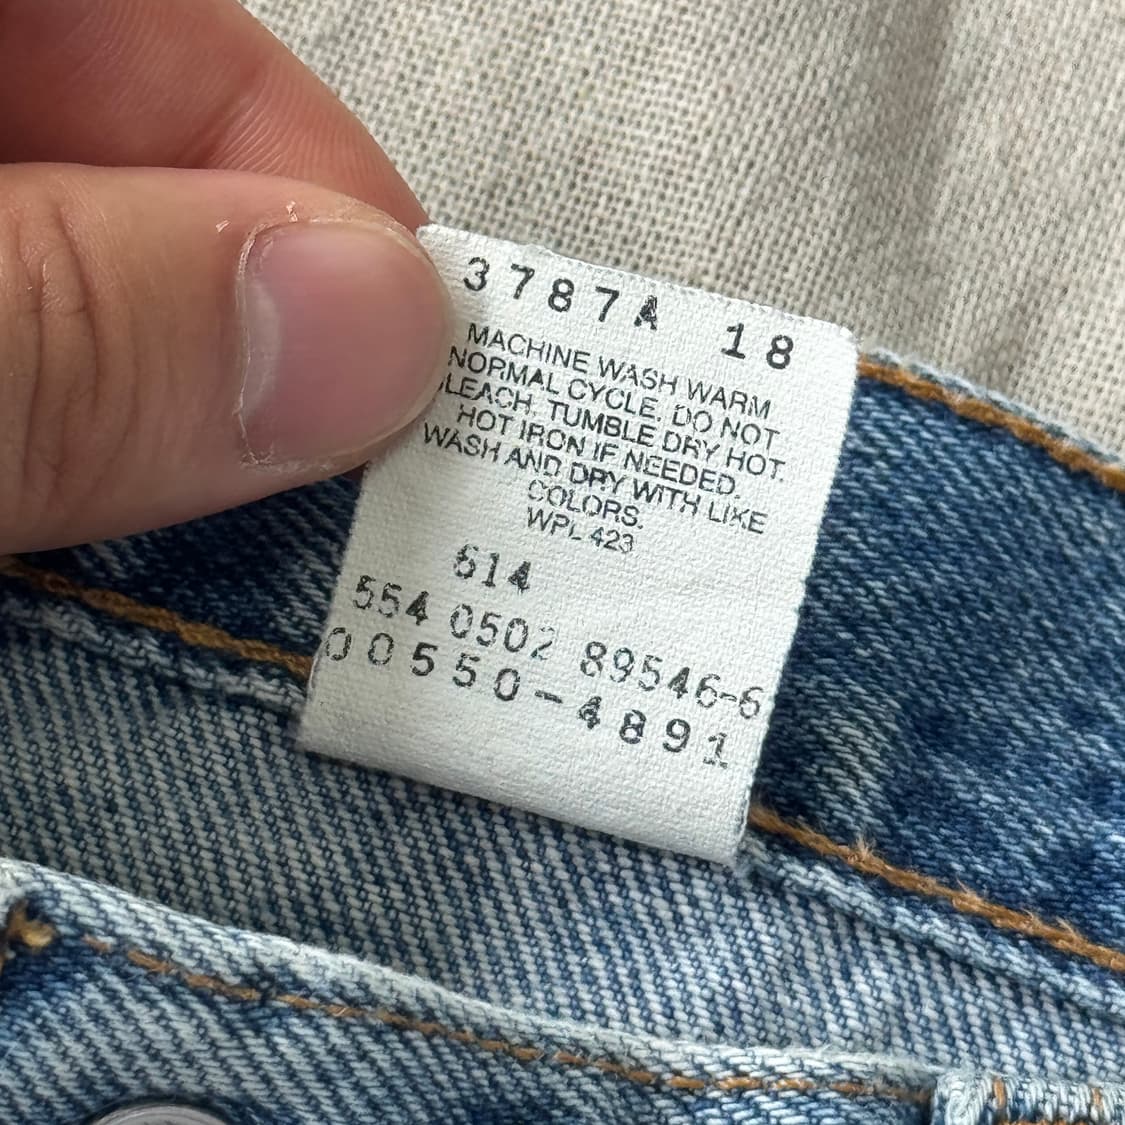 3787A 18
MACHINE WASH WARM
NORMAL CYCLE. DO NOT
LEACH. TUMBLE DRY HOT.
HOT IRON IF NEEDED.
WASH AND DRY WITH LIKE
COLORS.
WPL 423
614
554 0502 89546-6
00550-4891